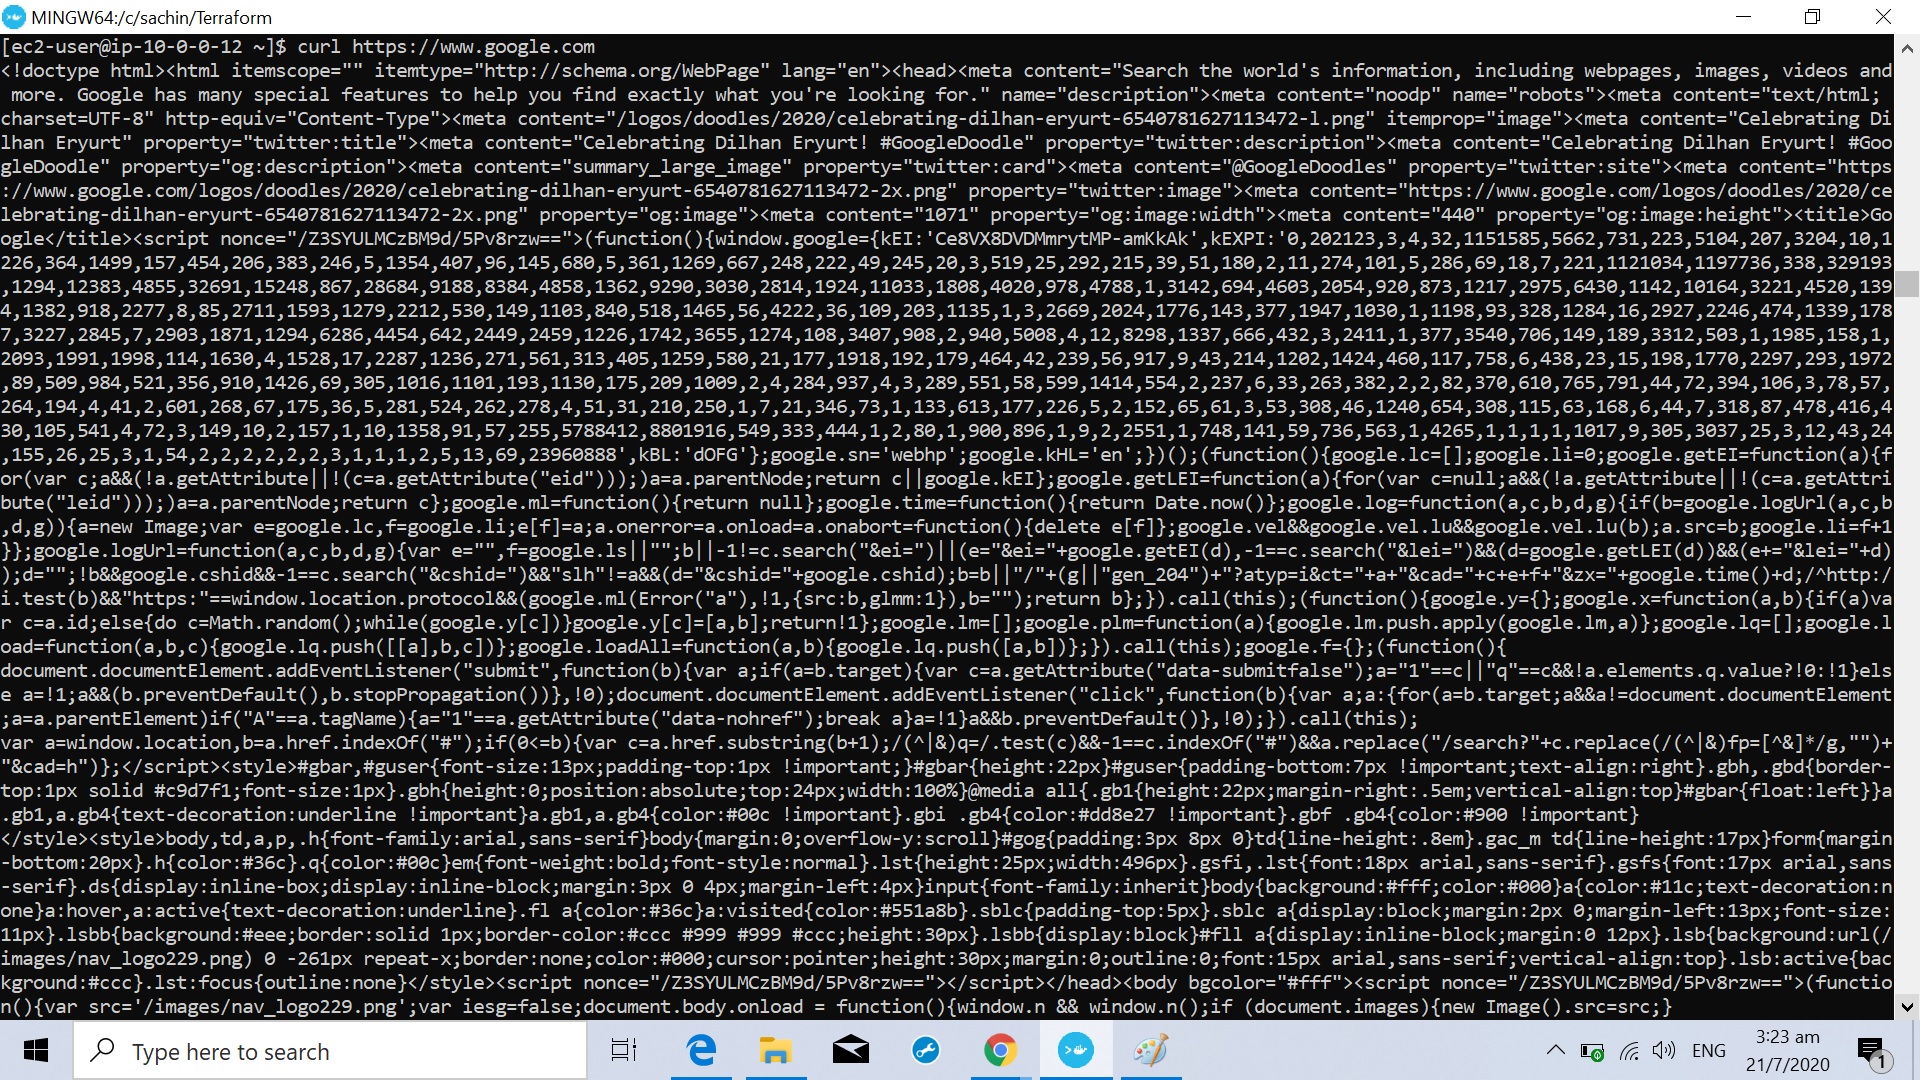 MINGW64:/c/sachin/Terraform
[ec2-user@ip-10-0-0-12 ~]$ curl https://www.google.com
<!doctype html><html itemscope="" itemtype="http://schema.org/WebPage" lang="en"><head><meta content="Search the world's information, including webpages, images, videos and
 more. Google has many special features to help you find exactly what you're looking for." name="description"><meta content="noodp" name="robots"><meta content="text/html;
charset=UTF-8" http-equiv="Content-Type"><meta content="/logos/doodles/2020/celebrating-dilhan-eryurt-6540781627113472-l.png" itemprop="image"><meta content="Celebrating Di
lhan Eryurt" property="twitter:title"><meta content="Celebrating Dilhan Eryurt! #GoogleDoodle" property="twitter:description"><meta content="Celebrating Dilhan Eryurt! #Goo
gleDoodle" property="og:description"><meta content="summary_large_image" property="twitter:card"><meta content="@GoogleDoodles" property="twitter:site"><meta content="https
://www.google.com/logos/doodles/2020/celebrating-dilhan-eryurt-6540781627113472-2x.png" property="twitter:image"><meta content="https://www.google.com/logos/doodles/2020/ce
lebrating-dilhan-eryurt-6540781627113472-2x.png" property="og:image"><meta content="1071" property="og:image:width"><meta content="440" property="og:image:height"><title>Go
ogle</title><script nonce="/Z3SYULMCzBM9d/5Pv8rzw==">(function(){window.google={kEI:'Ce8VX8DVDMmrytMP-amKkAk',kEXPI:'0,202123,3,4,32,1151585,5662,731,223,5104,207,3204,10,1
226,364,1499,157,454,206,383,246,5,1354,407,96,145,680,5,361,1269,667,248,222,49,245,20,3,519,25,292,215,39,51,180,2,11,274,101,5,286,69,18,7,221,1121034,1197736,338,329193
,1294,12383,4855,32691,15248,867,28684,9188,8384,4858,1362,9290,3030,2814,1924,11033,1808,4020,978,4788,1,3142,694,4603,2054,920,873,1217,2975,6430,1142,10164,3221,4520,139
4,1382,918,2277,8,85,2711,1593,1279,2212,530,149,1103,840,518,1465,56,4222,36,109,203,1135,1,3,2669,2024,1776,143,377,1947,1030,1,1198,93,328,1284,16,2927,2246,474,1339,178
7,3227,2845,7,2903,1871,1294,6286,4454,642,2449,2459,1226,1742,3655,1274,108,3407,908,2,940,5008,4,12,8298,1337,666,432,3,2411,1,377,3540,706,149,189,3312,503,1,1985,158,1,
2093,1991,1998,114,1630,4,1528,17,2287,1236,271,561,313,405,1259,580,21,177,1918,192,179,464,42,239,56,917,9,43,214,1202,1424,460,117,758,6,438,23,15,198,1770,2297,293,1972
,89,509,984,521,356,910,1426,69,305,1016,1101,193,1130,175,209,1009,2,4,284,937,4,3,289,551,58,599,1414,554,2,237,6,33,263,382,2,2,82,370,610,765,791,44,72,394,106,3,78,57,
264,194,4,41,2,601,268,67,175,36,5,281,524,262,278,4,51,31,210,250,1,7,21,346,73,1,133,613,177,226,5,2,152,65,61,3,53,308,46,1240,654,308,115,63,168,6,44,7,318,87,478,416,4
30,105,541,4,72,3,149,10,2,157,1,10,1358,91,57,255,5788412,8801916,549,333,444,1,2,80,1,900,896,1,9,2,2551,1,748,141,59,736,563,1,4265,1,1,1,1,1017,9,305,3037,25,3,12,43,24
,155,26,25,3,1,54,2,2,2,2,2,2,3,1,1,1,2,5,13,69,23960888',kBL:'dOFG'};google.sn='webhp';google.kHL='en';})();(function(){google.lc=[];google.li=0;google.getEI=function(a){f
or(var c;a&&(!a.getAttribute||!(c=a.getAttribute("eid")));)a=a.parentNode;return c||google.kEI};google.getLEI=function(a){for(var c=null;a&&(!a.getAttribute||!(c=a.getAttri
bute("leid")));)a=a.parentNode;return c};google.ml=function(){return null};google.time=function(){return Date.now()};google.log=function(a,c,b,d,g){if(b=google.logUrl(a,c,b
,d,g)){a=new Image;var e=google.lc,f=google.li;e[f]=a;a.onerror=a.onload=a.onabort=function(){delete e[f]};google.vel&&google.vel.lu&&google.vel.lu(b);a.src=b;google.li=f+1
}};google.logUrl=function(a,c,b,d,g){var e="",f=google.ls||"";b||-1!=c.search("&ei=")||(e="&ei="+google.getEI(d),-1==c.search("&lei=")&&(d=google.getLEI(d))&&(e+="&lei="+d)
);d="";!b&&google.cshid&&-1==c.search("&cshid=")&&"slh"!=a&&(d="&cshid="+google.cshid);b=b||"/"+(g||"gen_204")+"?atyp=i&ct="+a+"&cad="+c+e+f+"&zx="+google.time()+d;/^http:/
i.test(b)&&"https:"==window.location.protocol&&(google.ml(Error("a"),!1,{src:b,glmm:1}),b="");return b};}).call(this);(function(){google.y={};google.x=function(a,b){if(a)va
r c=a.id;else{do c=Math.random();while(google.y[c])}google.y[c]=[a,b];return!1};google.lm=[];google.plm=function(a){google.lm.push.apply(google.lm,a)};google.lq=[];google.l
oad=function(a,b,c){google.lq.push([[a],b,c])};google.loadAll=function(a,b){google.lq.push([a,b])};}).call(this);google.f={};(function(){
document.documentElement.addEventListener("submit",function(b){var a;if(a=b.target){var c=a.getAttribute("data-submitfalse");a="1"==c||"q"==c&&!a.elements.q.value?!0:!1}els
e a=!1;a&&(b.preventDefault(),b.stopPropagation())},!0);document.documentElement.addEventListener("click",function(b){var a;a:{for(a=b.target;a&&a!=document.documentElement
;a=a.parentElement)if("A"==a.tagName){a="1"==a.getAttribute("data-nohref");break a}a=!1}a&&b.preventDefault()},!0);}).call(this);
var a=window.location,b=a.href.indexOf("#");if(0<=b){var c=a.href.substring(b+1);/(^|&)q=/.test(c)&&-1==c.indexOf("#")&&a.replace("/search?"+c.replace(/(^|&)fp=[^&]*/g,"")+
"&cad=h")};</script><style>#gbar,#guser{font-size:13px;padding-top:1px !important;}#gbar{height:22px}#guser{padding-bottom:7px !important;text-align:right}.gbh,.gbd{border-
top:1px solid #c9d7f1;font-size:1px}.gbh{height:0;position:absolute;top:24px;width:100%}@media all{.gb1{height:22px;margin-right:.5em;vertical-align:top}#gbar{float:left}}a
.gb1,a.gb4{text-decoration:underline !important}a.gb1,a.gb4{color:#00c !important}.gbi .gb4{color:#dd8e27 !important}.gbf .gb4{color:#900 !important}
</style><style>body,td,a,p,.h{font-family:arial,sans-serif}body{margin:0;overflow-y:scroll}#gog{padding:3px 8px 0}td{line-height:.8em}.gac_m td{line-height:17px}form{margin
-bottom:20px}.h{color:#36c}.q{color:#00c}em{font-weight:bold;font-style:normal}.lst{height:25px;width:496px}.gsfi,.lst{font:18px arial,sans-serif}.gsfs{font:17px arial,sans
-serif}.ds{display:inline-box;display:inline-block;margin:3px 0 4px;margin-left:4px}input{font-family:inherit}body{background:#fff;color:#000}a{color:#11c;text-decoration:n
one}a:hover,a:active{text-decoration:underline}.fl a{color:#36c}a:visited{color:#551a8b}.sblc{padding-top:5px}.sblc a{display:block;margin:2px 0;margin-left:13px;font-size:
11px}.lsbb{background:#eee;border:solid 1px;border-color:#ccc #999 #999 #ccc;height:30px}.lsbb{display:block}#fll a{display:inline-block;margin:0 12px}.lsb{background:url(/
images/nav_logo229.png) 0 -261px repeat-x;border:none;color:#000;cursor:pointer;height:30px;margin:0;outline:0;font:15px arial,sans-serif;vertical-align:top}.lsb:active{bac
kground:#ccc}.lst:focus{outline:none}</style><script nonce="/Z3SYULMCzBM9d/5Pv8rzw=="></script></head><body bgcolor="#fff"><script nonce="/Z3SYULMCzBM9d/5Pv8rzw==">(functio
n(){var src='/images/nav_logo229.png';var iesg=false;document.body.onload = function(){window.n && window.n();if (document.images){new Image().src=src;}
Type here to search
ENG
3:23 am
21/7/2020
1